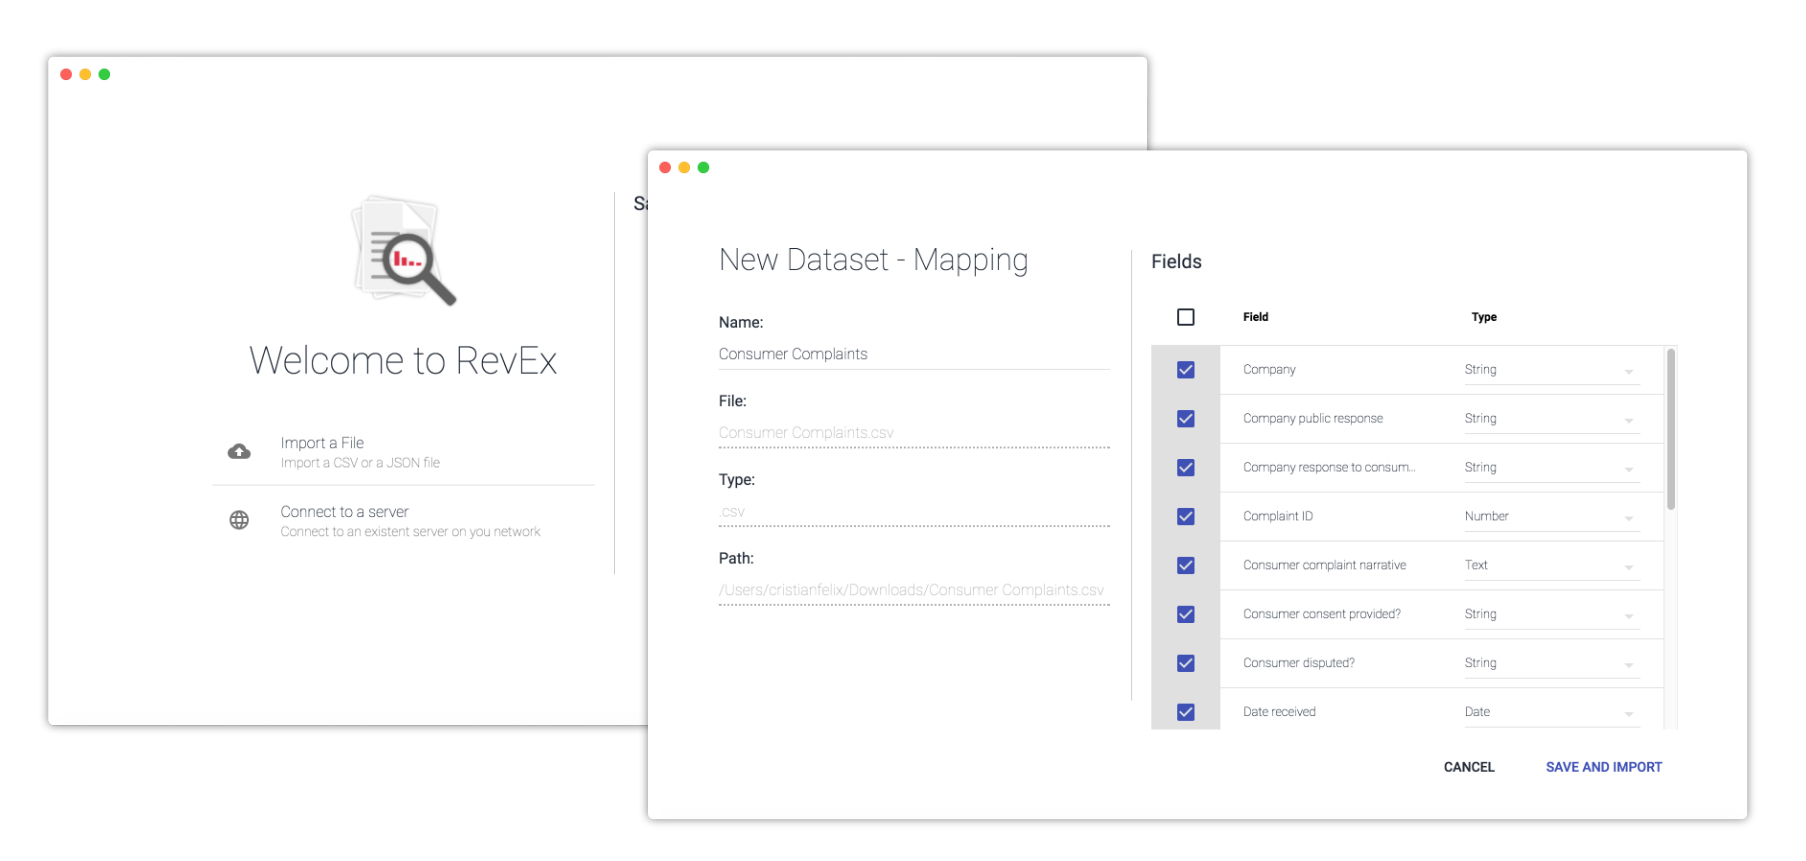 Welcome to RevEx
Import a File
Import a CSV or a JSON file
Connect to a server
Connect to an existent server on you network
New Dataset - Mapping
Name:
Consumer Complaints
File:
Consumer Complaints.csv
Type:
.csv
Path:
/Users/cristianfelix/Downloads/Consumer Complaints.csv
Fields
Field Type
Company String
Company public response String
Company response to consum... String
Complaint ID Number
Consumer complaint narrative Text
Consumer consent provided? String
Consumer disputed? String
Date received Date
CANCEL SAVE AND IMPORT